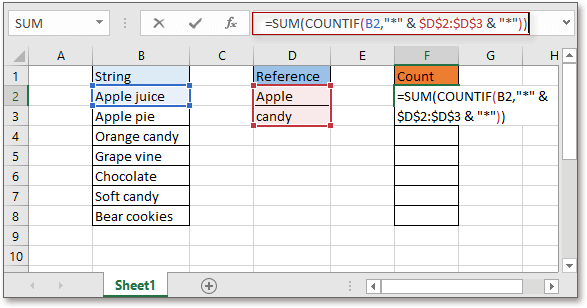 SUM fx =SUM(COUNTIF(B2,"*" & $D$2:$D$3 & "*"))
A B C D E F G H
1 String Reference Count
2 Apple juice Apple =SUM(COUNTIF(B2,"*" &
3 Apple pie candy $D$2:$D$3 & "*"))
4 Orange candy
5 Grape vine
6 Chocolate
7 Soft candy
8 Bear cookies
9
10
Sheet1